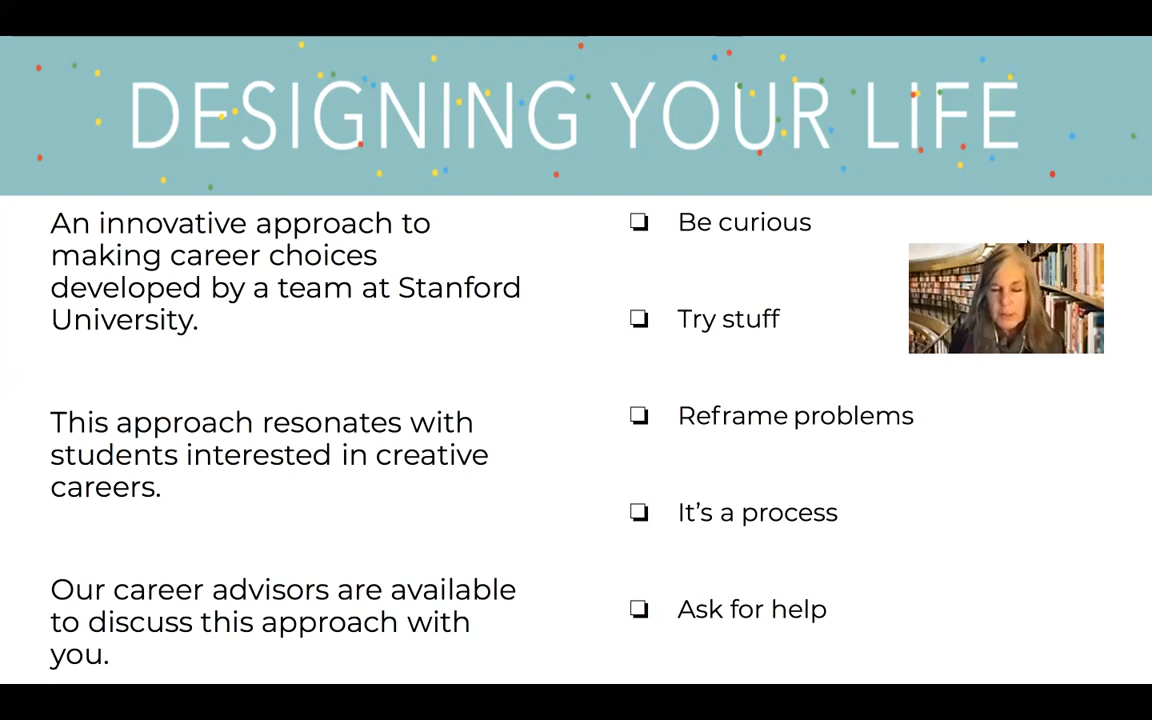 DESIGNING YOUR LIFE
An innovative approach to
making career choices
developed by a team at Stanford
University.
This approach resonates with
students interested in creative
careers.
Our career advisors are available
to discuss this approach with
you.
❏ Be curious
❏ Try stuff
❏ Reframe problems
❏ It’s a process
❏ Ask for help